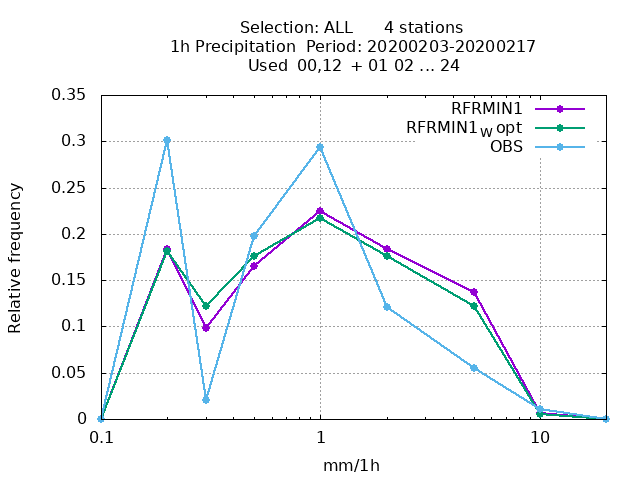 Selection: ALL 4 stations
1h Precipitation Period: 20200203-20200217
Used 00,12 + 01 02 ... 24
0.35
0.3
0.25
0.2
0.15
0.1
0.05
0
Relative frequency
RFRMIN1
RFRMIN1w opt
OBS
0.1 1 10
mm/1h